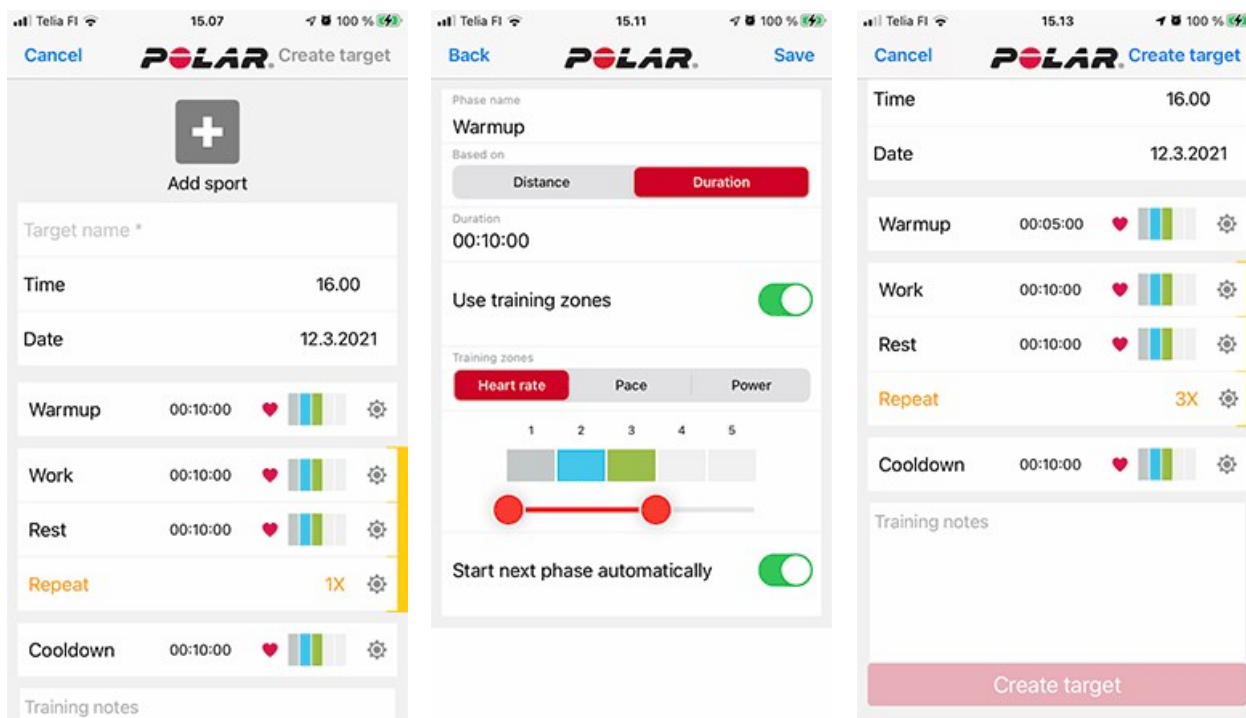 Telia FI 15.07 100 %
Cancel POLAR. Create target
Add sport
Target name *
Time 16.00
Date 12.3.2021
Warmup 00:10:00
Work 00:10:00
Rest 00:10:00
Repeat 1X
Cooldown 00:10:00
Training notes
Telia FI 15.11 100 %
Back POLAR. Save
Phase name
Warmup
Based on
Distance Duration
Duration
00:10:00
Use training zones
Training zones
Heart rate Pace Power
1 2 3 4 5
Start next phase automatically
Telia FI 15.13 100 %
Cancel POLAR. Create target
Time 16.00
Date 12.3.2021
Warmup 00:05:00
Work 00:10:00
Rest 00:10:00
Repeat 3X
Cooldown 00:10:00
Training notes
Create target